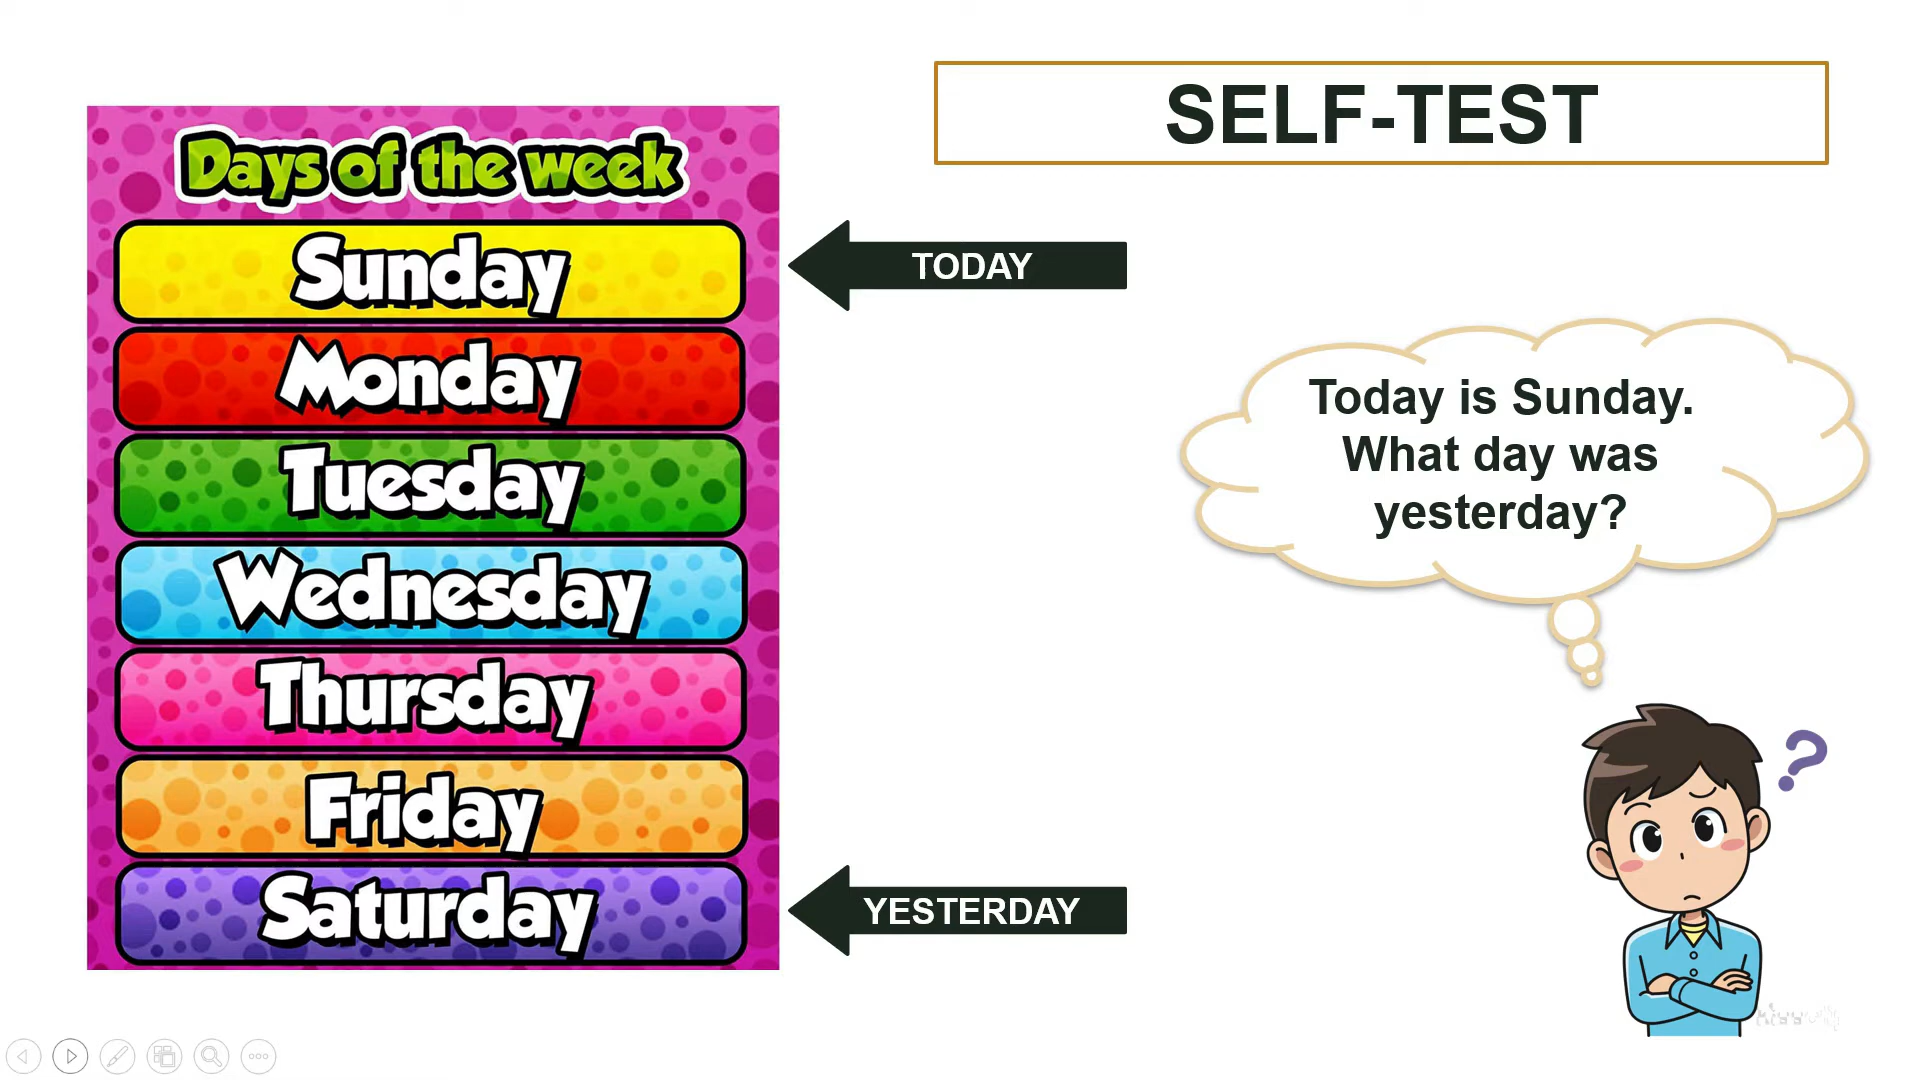 SELF-TEST
Days of the week
Sunday
Monday
Tuesday
Wednesday
Thursday
Friday
Saturday
TODAY
YESTERDAY
Today is Sunday.
What day was
yesterday?